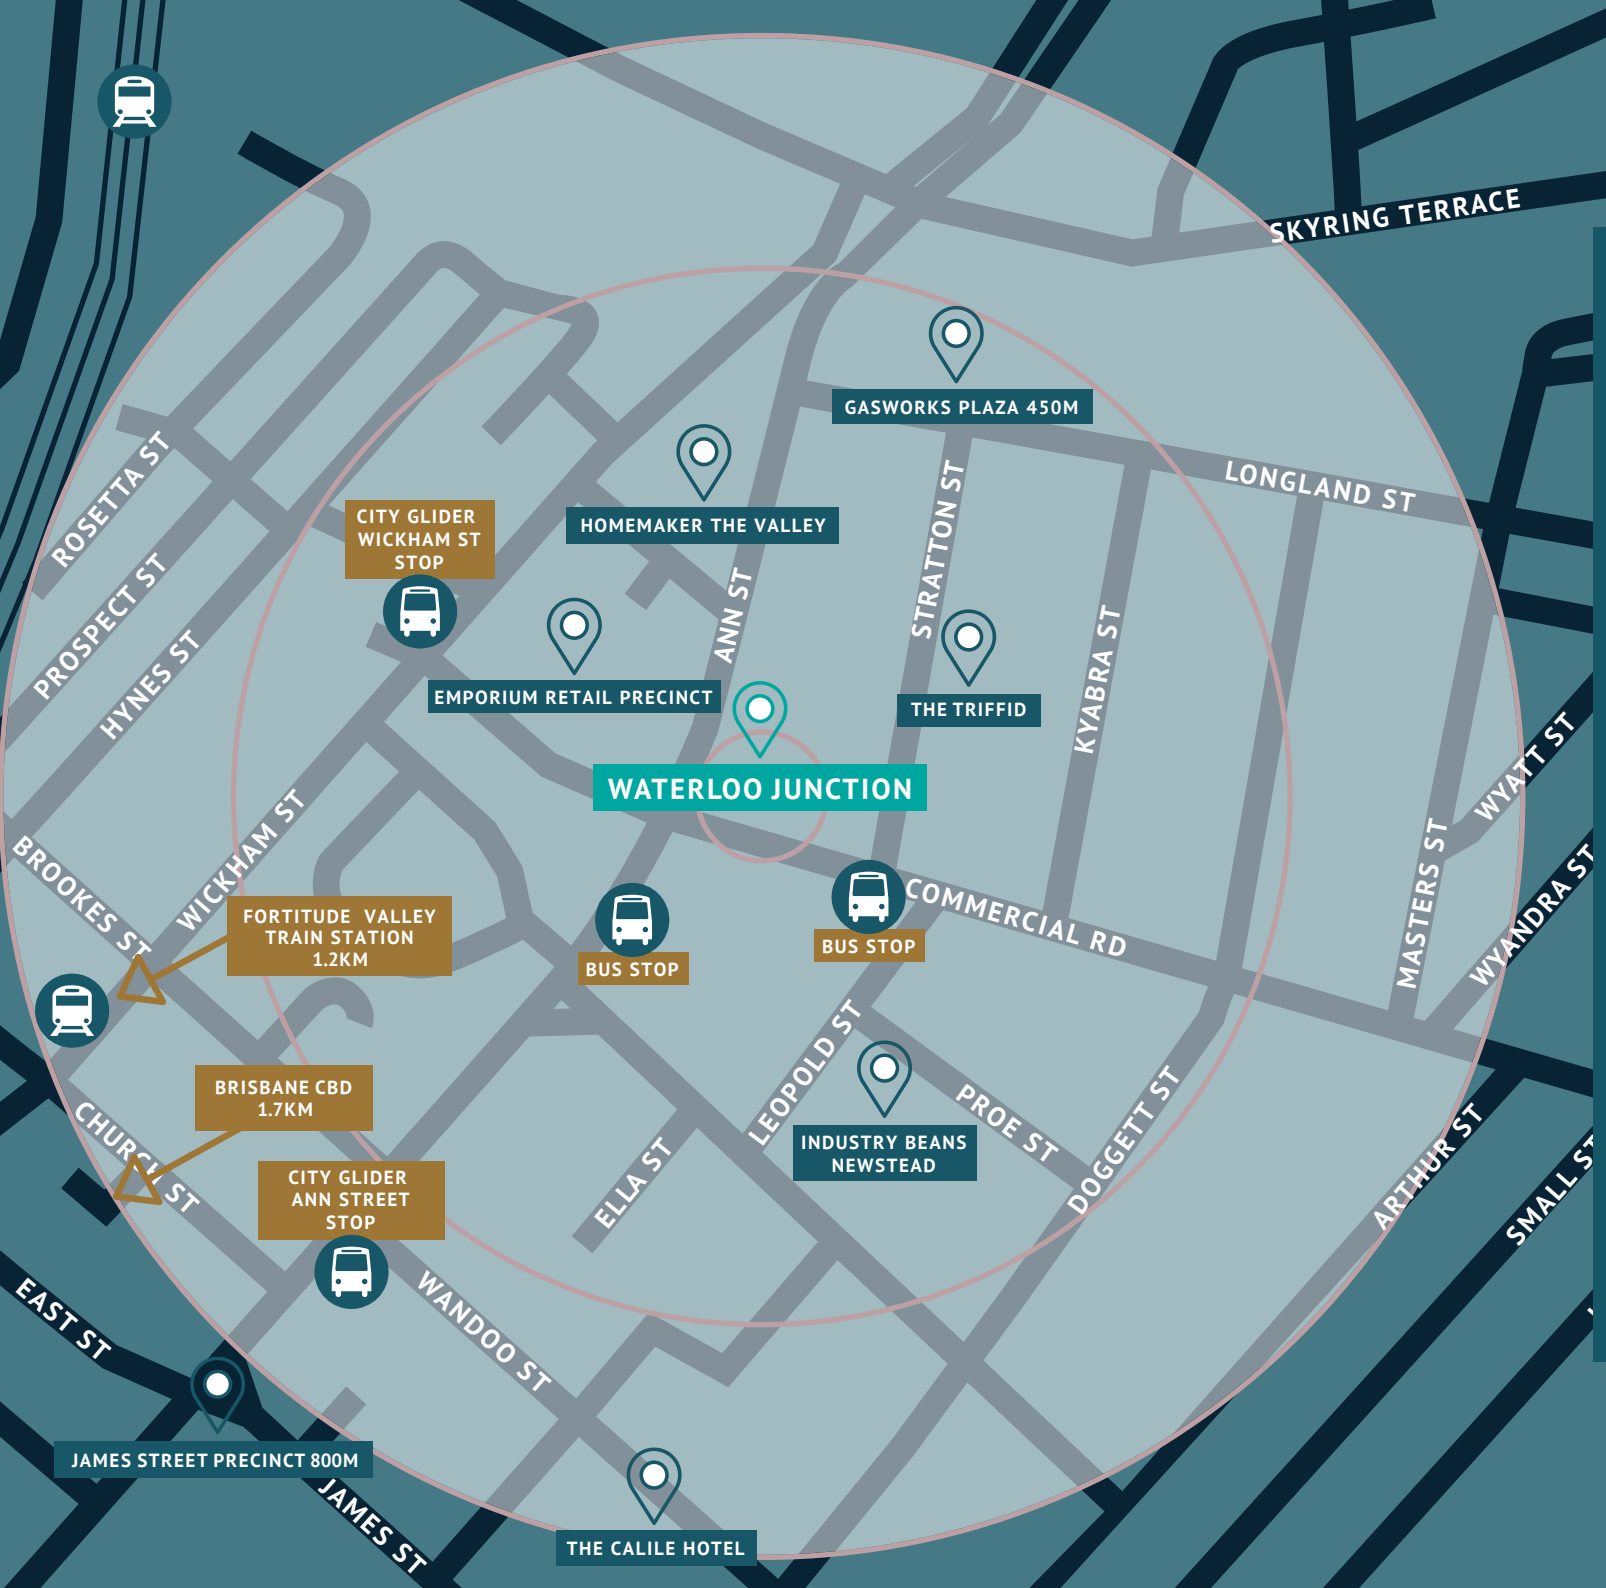 SKYRING TERRACE
GASWORKS PLAZA 450M
LONGLAND ST
ROSETTA ST
HOMEMAKER THE VALLEY
CITY GLIDER
WICKHAM ST
STOP
STRATTON ST
PROSPECT ST
ANN ST
HYNES ST
KYABRA ST
EMPORIUM RETAIL PRECINCT
THE TRIFFID
WATERLOO JUNCTION
WYATT ST
WICKHAM ST
BROOKES ST
MASTERS ST
WYANDRA ST
FORTITUDE VALLEY
TRAIN STATION
1.2KM
BUS STOP
BUS STOP
COMMERCIAL RD
LEOPOLD ST
BRISBANE CBD
1.7KM
CHURCH ST
PROE ST
DOGGETT ST
INDUSTRY BEANS
NEWSTEAD
ELLA ST
ARTHUR ST
SMALL ST
CITY GLIDER
ANN STREET
STOP
EAST ST
WANDOO ST
JAMES STREET PRECINCT 800M
JAMES ST
THE CALILE HOTEL